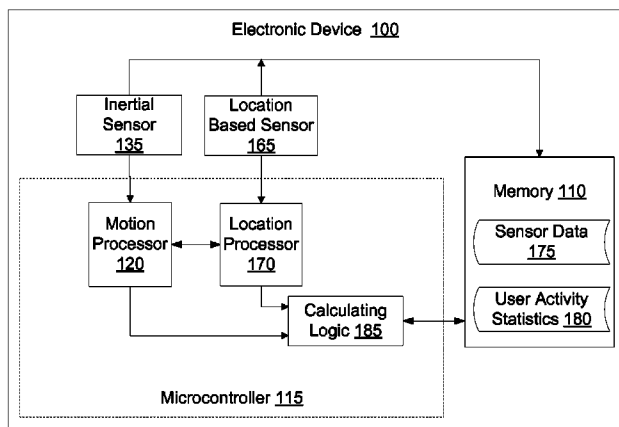 Electronic Device 100
Inertial
Sensor
135
Location
Based Sensor
165
Memory 110
Motion
Processor
120
Location
Processor
170
Sensor Data
175
Calculating
Logic 185
User Activity
Statistics 180
Microcontroller 115